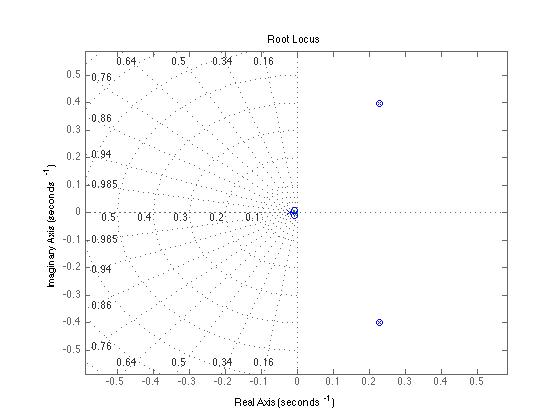 Root Locus
0.64 0.5 0.34 0.16
0.5
0.76
0.4
0.86
0.3
0.94
0.2
0.985
0.1
0
0.5 0.4 0.3 0.2 0.1
-0.1
0.985
-0.2
0.94
-0.3
0.86
-0.4
0.76
-0.5
0.64 0.5 0.34 0.16
-0.5 -0.4 -0.3 -0.2 -0.1 0 0.1 0.2 0.3 0.4 0.5
Real Axis (seconds⁻¹)
Imaginary Axis (seconds⁻¹)